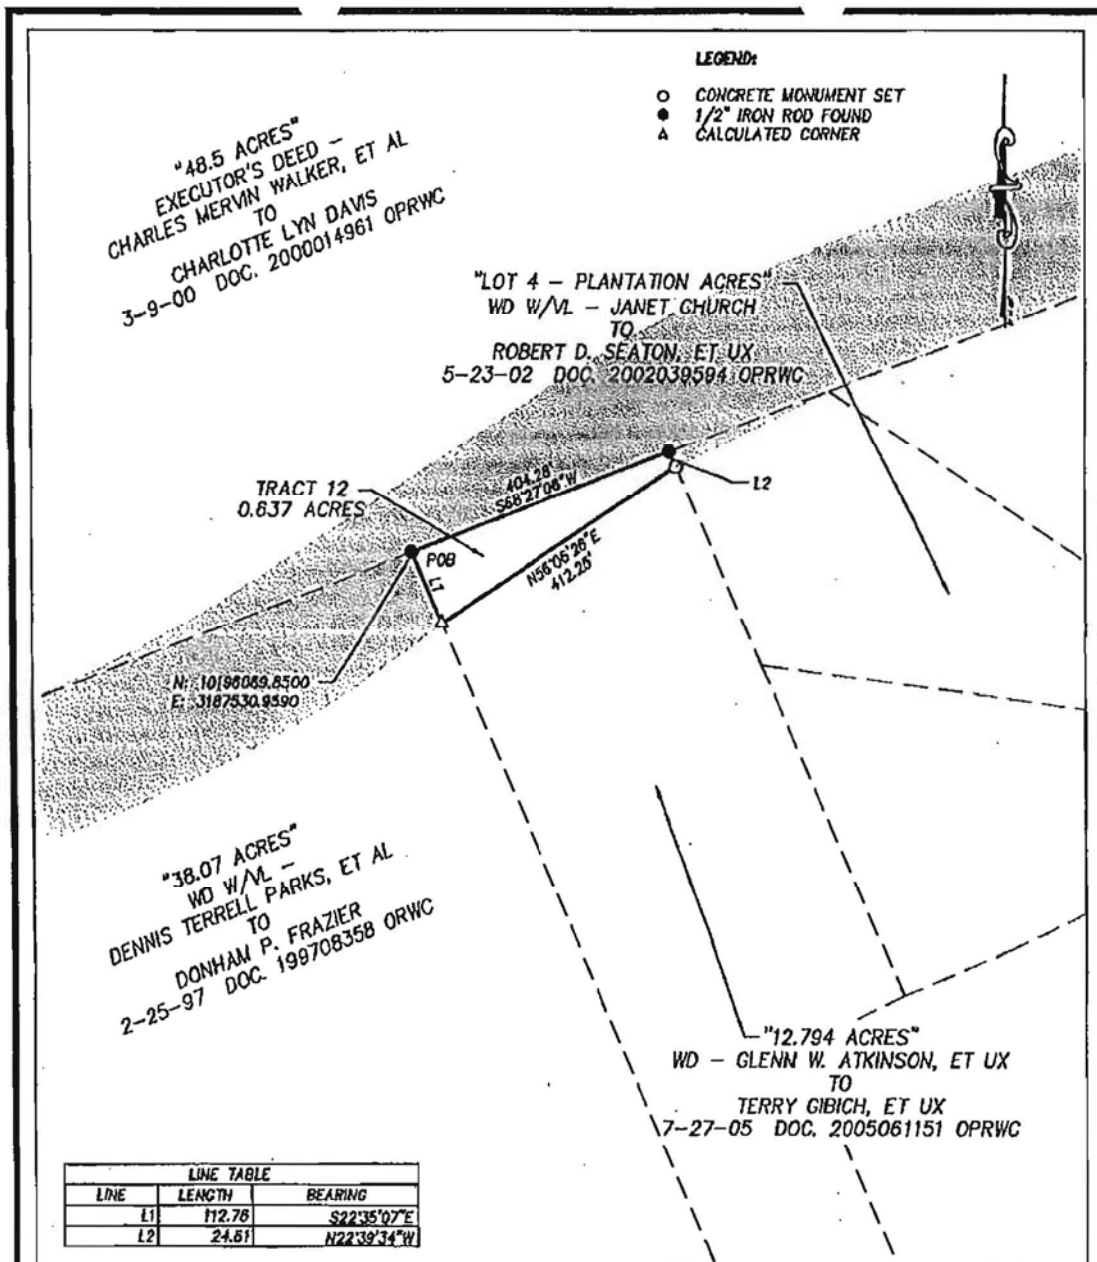 LEGEND:
CONCRETE MONUMENT SET
1/2" IRON ROD FOUND
CALCULATED CORNER
"48.5 ACRES"
EXECUTOR'S DEED –
CHARLES MERVIN WALKER, ET AL
TO
CHARLOTTE LYN DAVIS
3-9-00 DOC. 2000014961 OPRWC
"LOT 4 – PLANTATION ACRES"
WD W/VL – JANET CHURCH
TO
ROBERT D. SEATON, ET UX
5-23-02 DOC. 2002039594 OPRWC
404.28'
S68°27'06"W
L2
TRACT 12
0.637 ACRES
POB
L1
N56°06'26"E
412.25'
N: 10196069.8500
E: 3187530.9590
"38.07 ACRES"
WD W/VL –
DENNIS TERRELL PARKS, ET AL
TO
DONHAM P. FRAZIER
2-25-97 DOC. 199708358 ORWC
"12.794 ACRES"
WD – GLENN W. ATKINSON, ET UX
TO
TERRY GIBICH, ET UX
7-27-05 DOC. 2005061151 OPRWC
LINE TABLE
LINE LENGTH BEARING
L1 112.76 S22°35'07"E
L2 24.61 N22°39'34"W